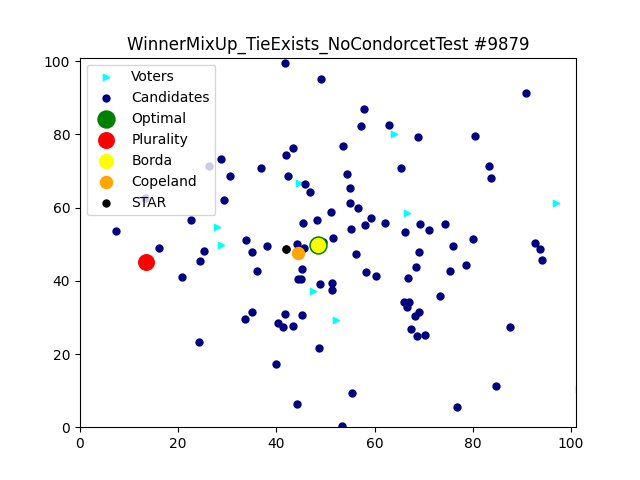 WinnerMixUp_TieExists_NoCondorcetTest #9879
Voters
Candidates
Optimal
Plurality
Borda
Copeland
STAR
100
80
60
40
20
0
0 20 40 60 80 100